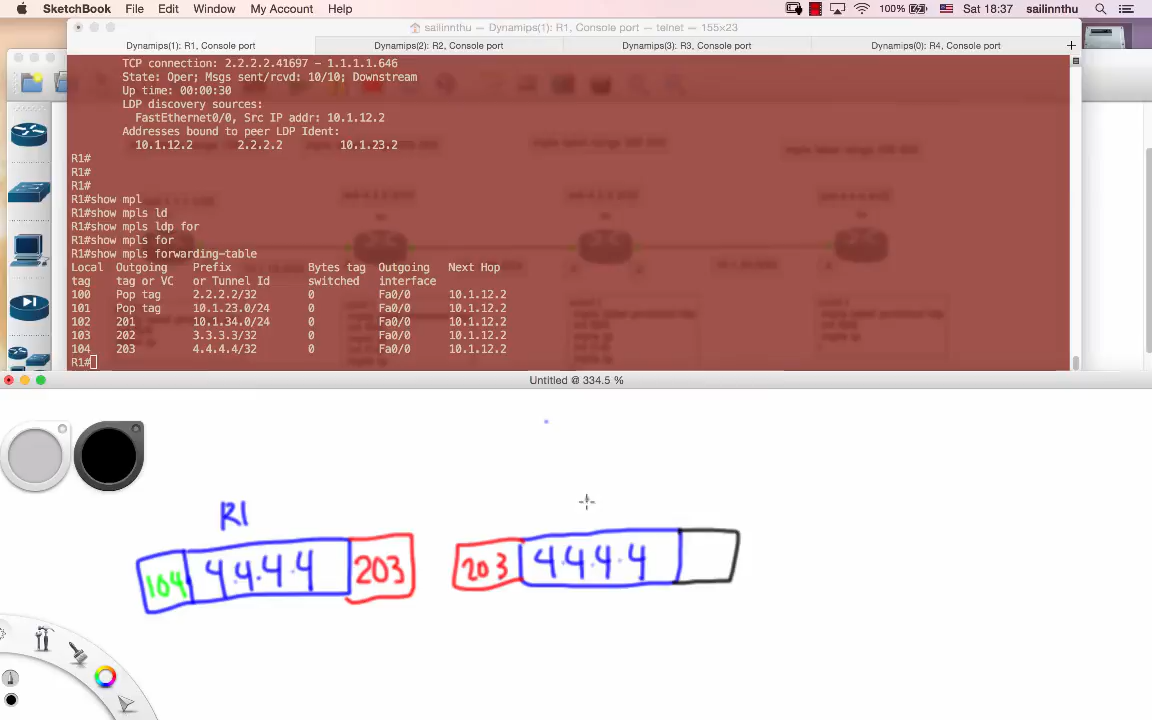 SketchBook File Edit Window My Account Help 100% Sat 18:37 sailinnthu
sailinnthu — Dynamips(1): R1, Console port — telnet — 155×23
Dynamips(1): R1, Console port Dynamips(2): R2, Console port Dynamips(3): R3, Console port Dynamips(0): R4, Console port +
TCP connection: 2.2.2.2.41697 - 1.1.1.1.646
State: Oper; Msgs sent/rcvd: 10/10; Downstream
Up time: 00:00:30
LDP discovery sources:
FastEthernet0/0, Src IP addr: 10.1.12.2
Addresses bound to peer LDP Ident:
10.1.12.2 2.2.2.2 10.1.23.2
R1#
R1#
R1#
R1#show mpl
R1#show mpls ld
R1#show mpls ldp for
R1#show mpls for
R1#show mpls forwarding-table
Local Outgoing Prefix Bytes tag Outgoing Next Hop
tag tag or VC or Tunnel Id switched interface
100 Pop tag 2.2.2.2/32 0 Fa0/0 10.1.12.2
101 Pop tag 10.1.23.0/24 0 Fa0/0 10.1.12.2
102 201 10.1.34.0/24 0 Fa0/0 10.1.12.2
103 202 3.3.3.3/32 0 Fa0/0 10.1.12.2
104 203 4.4.4.4/32 0 Fa0/0 10.1.12.2
R1#
Untitled @ 334.5 %
R1
104 4.4.4.4 203 203 4.4.4.4